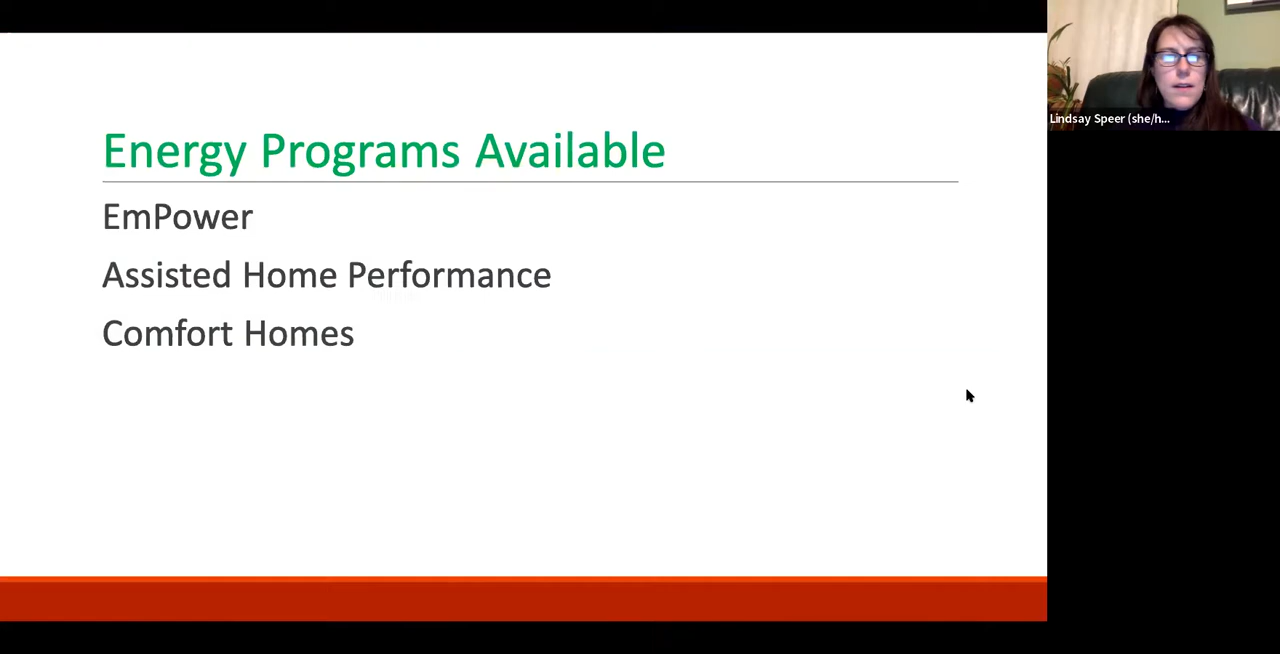 Energy Programs Available
EmPower
Assisted Home Performance
Comfort Homes
Lindsay Speer (she/h...